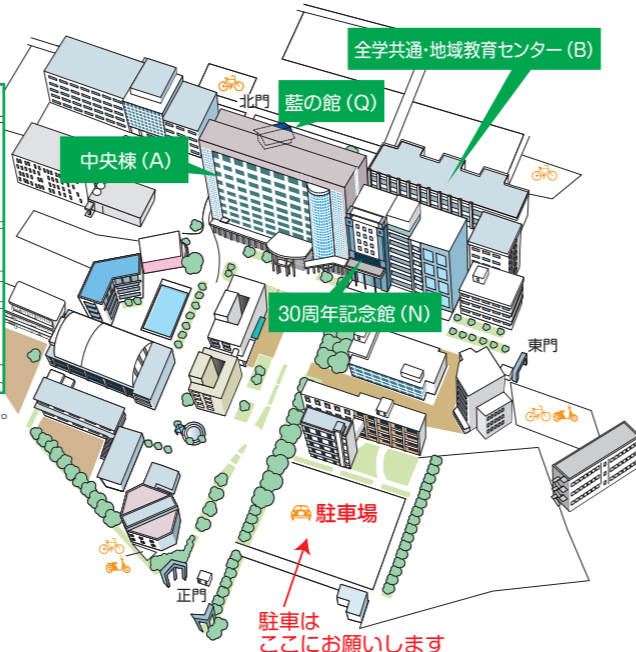 全学共通・地域教育センター（B）
北門
藍の館（Q）
中央棟（A）
30周年記念館（N）
東門
駐車場
正門
駐車は
ここにお願いします